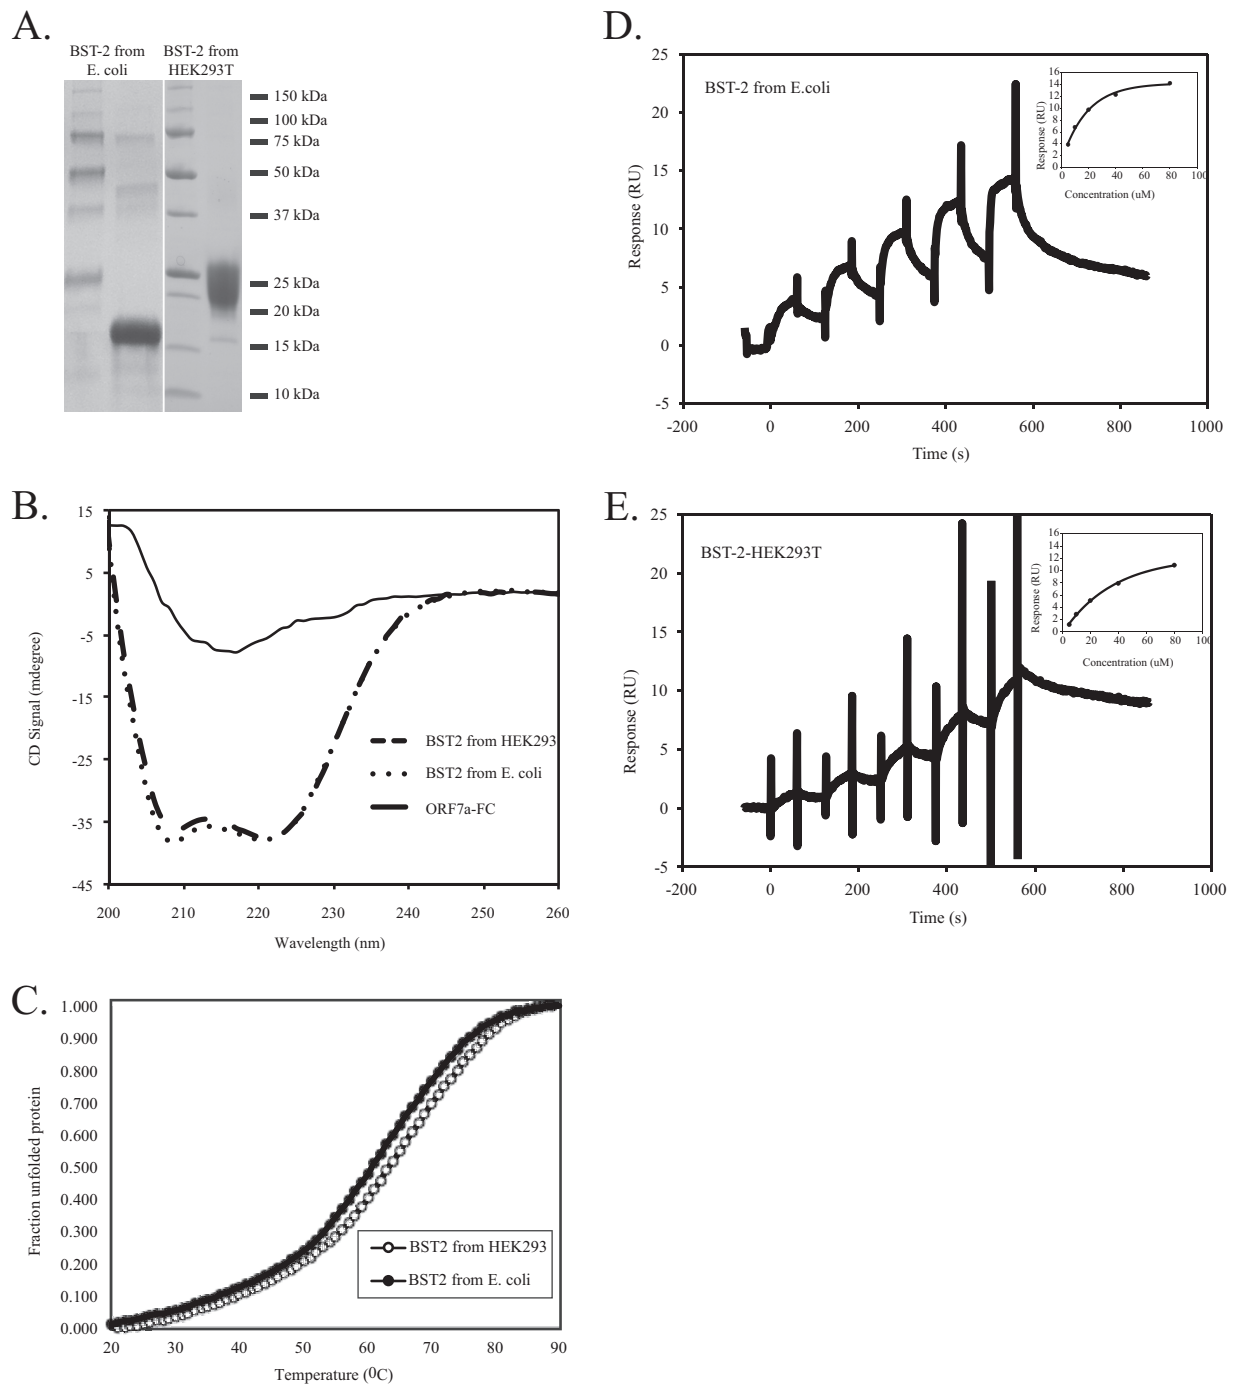 A.
BST-2 from
E. coli
BST-2 from
HEK293T
150 kDa
100 kDa
75 kDa
50 kDa
37 kDa
25 kDa
20 kDa
15 kDa
10 kDa
B.
15
5
-5
-15
-25
-35
-45
CD Signal (mdegree)
BST2 from HEK293
BST2 from E. coli
ORF7a-FC
200 210 220 230 240 250 260
Wavelength (nm)
C.
1.000
0.900
0.800
0.700
0.600
0.500
0.400
0.300
0.200
0.100
0.000
Fraction unfolded protein
BST2 from HEK293
BST2 from E. coli
20 30 40 50 60 70 80 90
Temperature (0C)
D.
25
20
15
10
5
0
-5
Response (RU)
BST-2 from E.coli
16
14
12
10
8
6
4
2
0
Response (RU)
0 20 40 60 80 100
Concentration (uM)
-200 0 200 400 600 800 1000
Time (s)
E.
25
20
15
10
5
0
-5
Response (RU)
BST-2-HEK293T
16
14
12
10
8
6
4
2
0
Response (RU)
0 20 40 60 80 100
Concentration (uM)
-200 0 200 400 600 800 1000
Time (s)